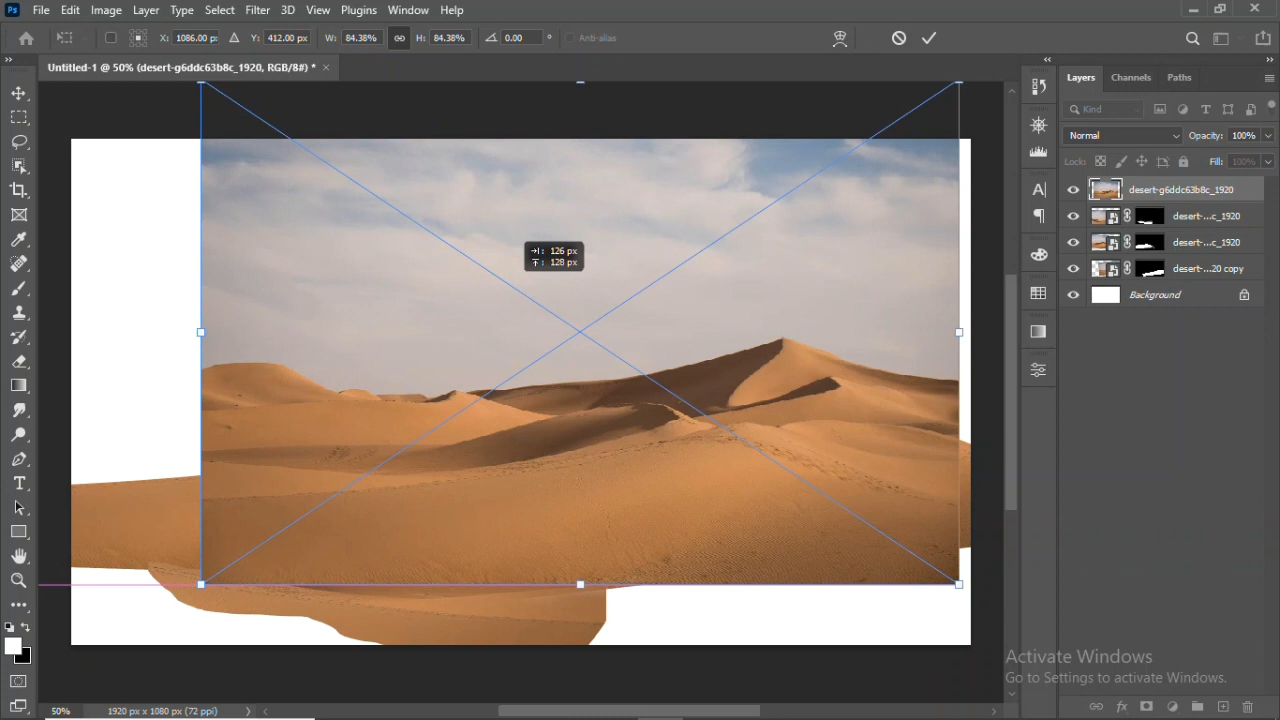 Ps File Edit Image Layer Type Select Filter 3D View Plugins Window Help
X: 1086.00 p: Y: 412.00 px W: 84.38% H: 84.38% 0.00 ° Anti-alias
Untitled-1 @ 50% (desert-g6ddc63b8c_1920, RGB/8#) *
Layers Channels Paths
Kind
Normal Opacity: 100%
Lock: Fill: 100%
desert-g6ddc63b8c_1920
desert-...c_1920
desert-...c_1920
desert-...20 copy
Background
126 px
128 px
Activate Windows
Go to Settings to activate Windows.
50% 1920 px x 1080 px (72 ppi)